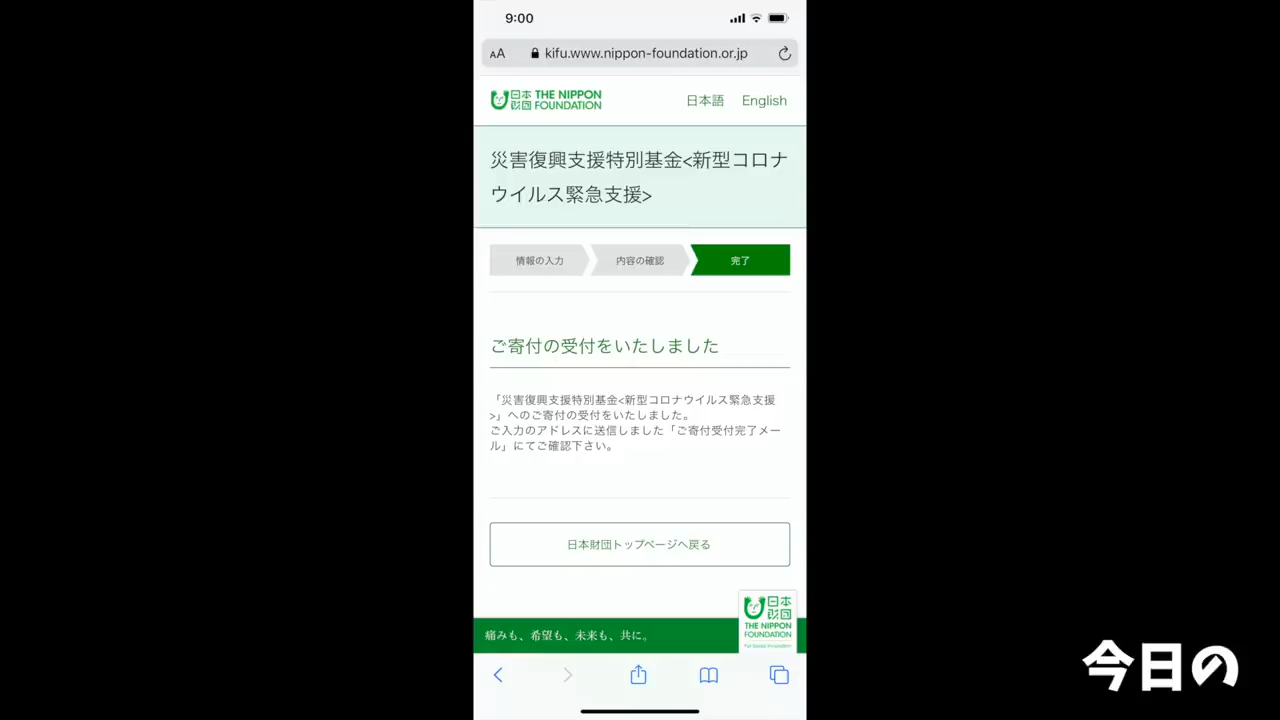 9:00
AA kifu.www.nippon-foundation.or.jp
日本 THE NIPPON
財団 FOUNDATION
日本語 English
災害復興支援特別基金<新型コロナ
ウイルス緊急支援>
情報の入力 内容の確認 完了
ご寄付の受付をいたしました
「災害復興支援特別基金<新型コロナウイルス緊急支援
>」へのご寄付の受付をいたしました。
ご入力のアドレスに送信しました「ご寄付受付完了メー
ル」にてご確認下さい。
日本財団トップページへ戻る
日本
財団
THE NIPPON
FOUNDATION
For Social Innovation
痛みも、希望も、未来も、共に。
今日の